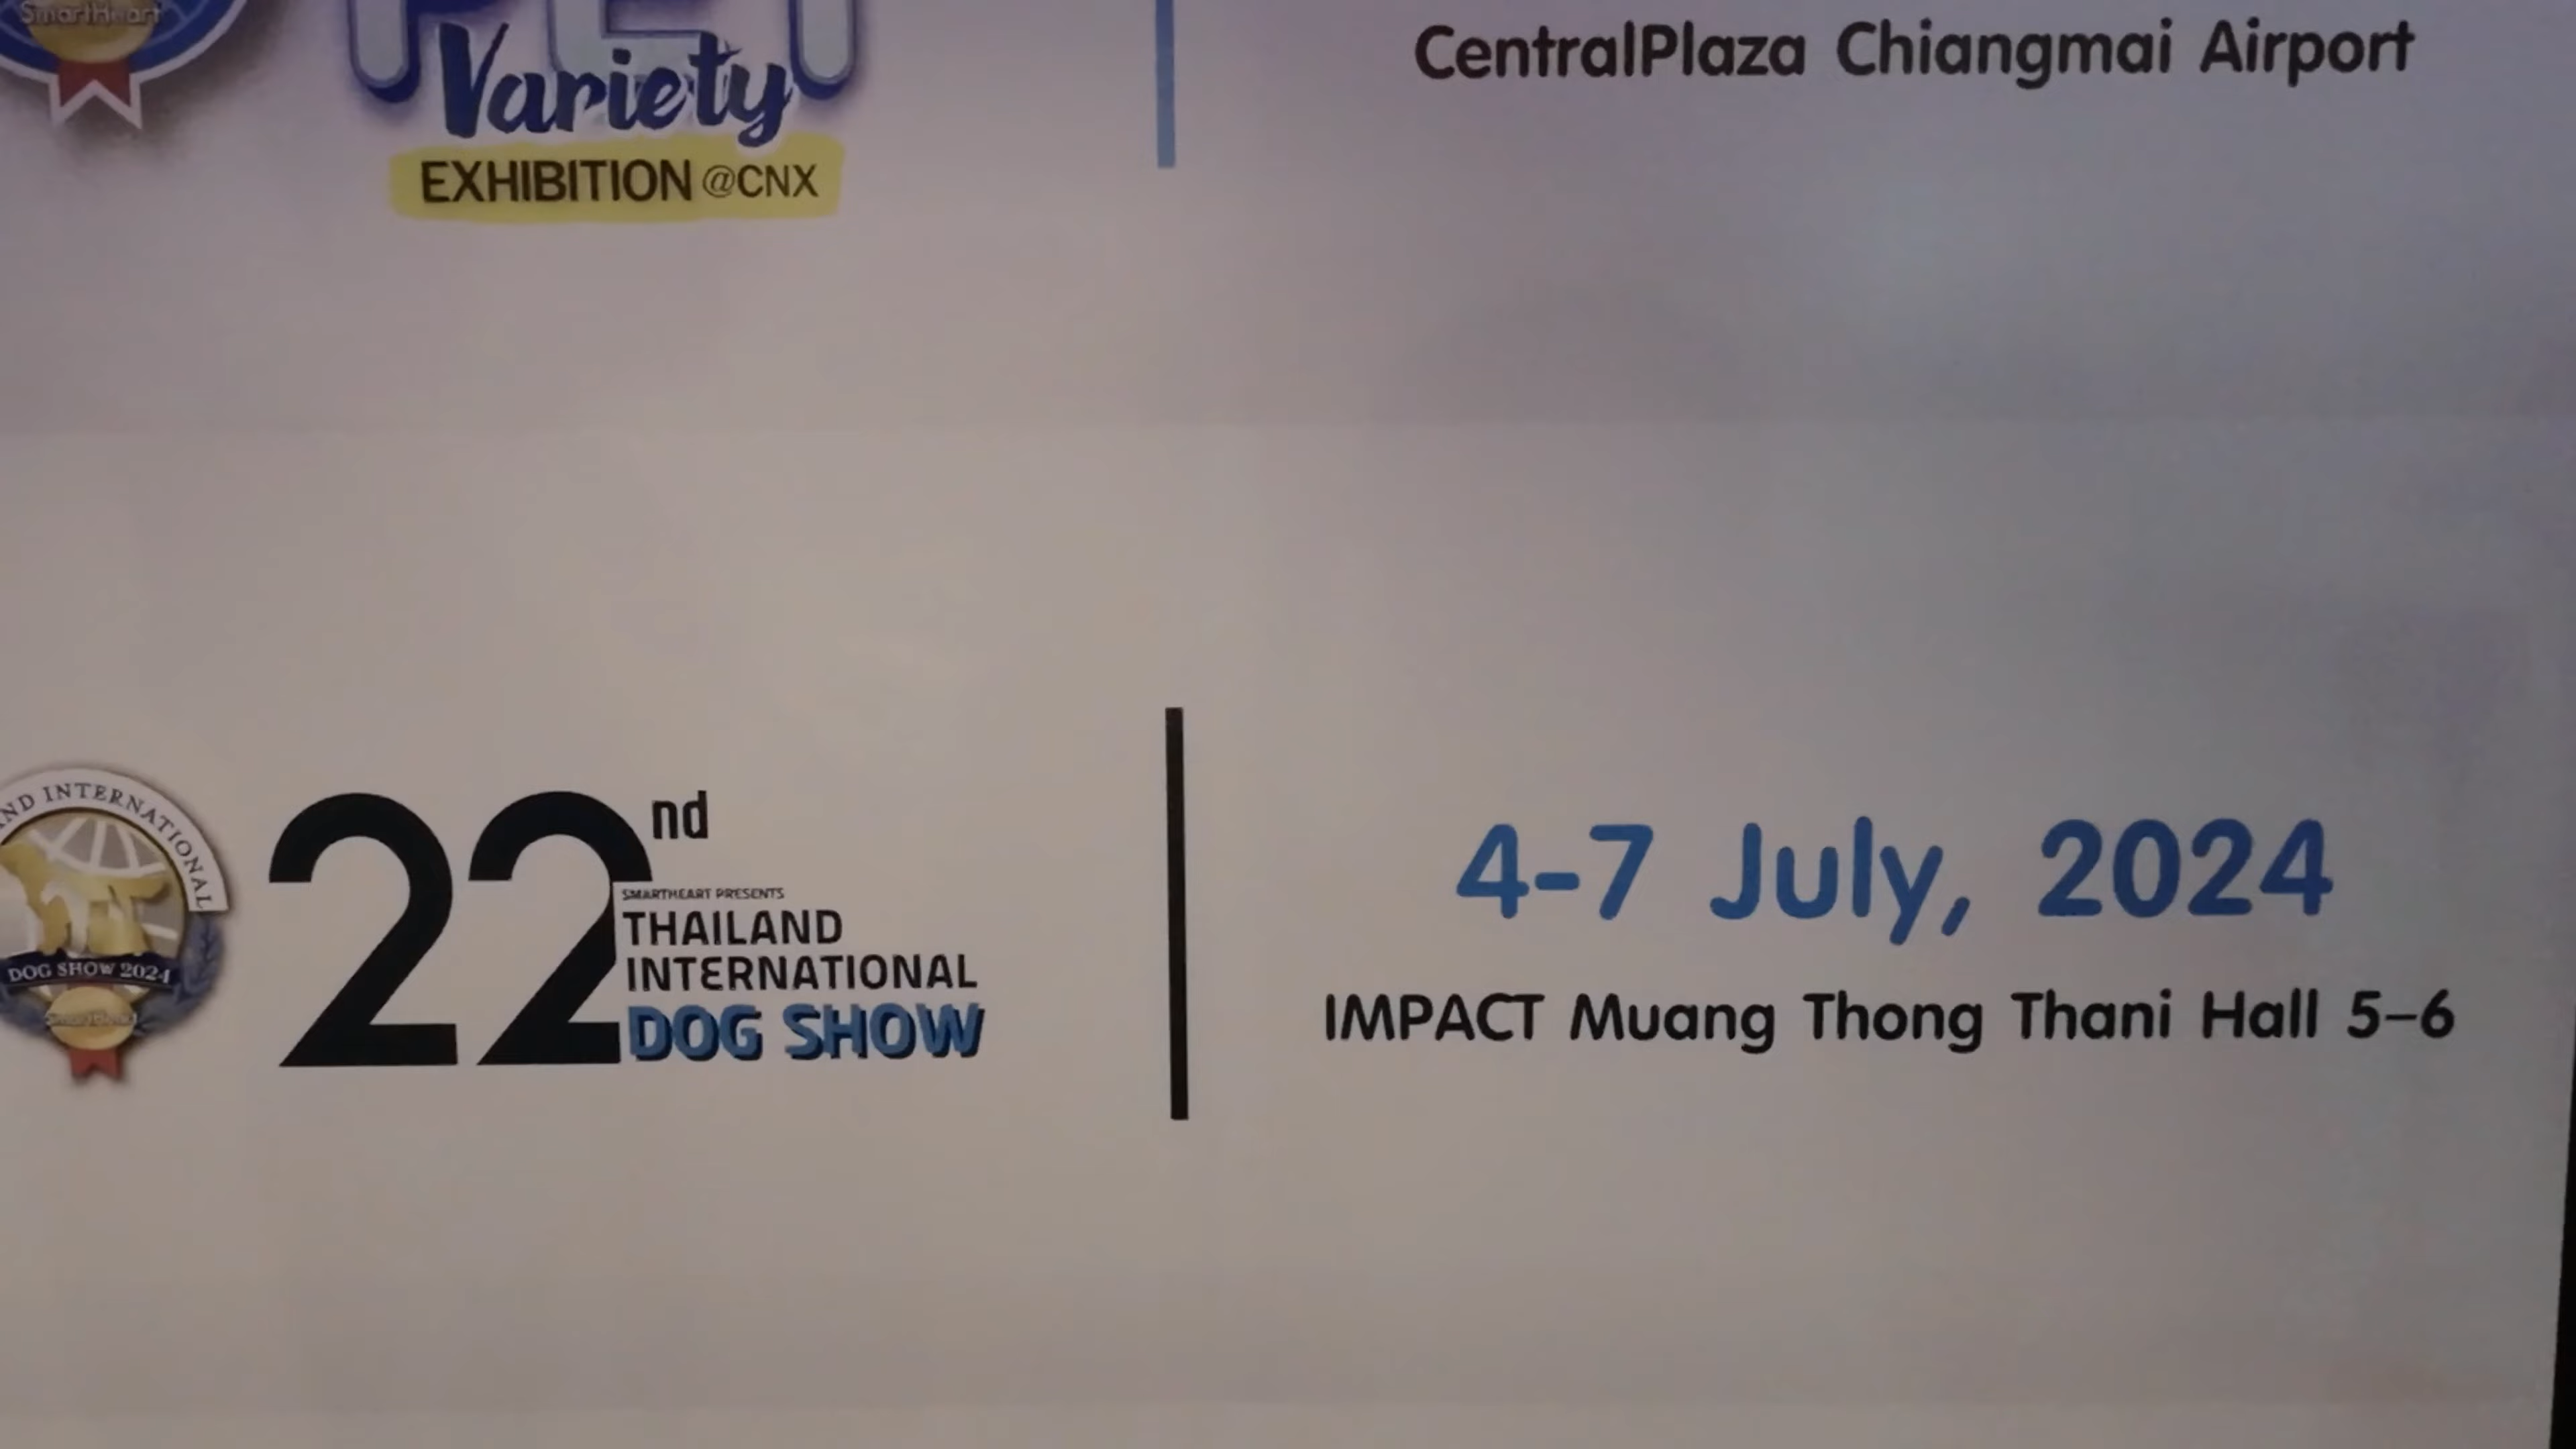 SmartHeart
PET
Variety
EXHIBITION @CNX
CentralPlaza Chiangmai Airport
INTERNATIONAL
DOG SHOW 2024
22nd
SMARTHEART PRESENTS
THAILAND
INTERNATIONAL
DOG SHOW
4-7 July, 2024
IMPACT Muang Thong Thani Hall 5-6